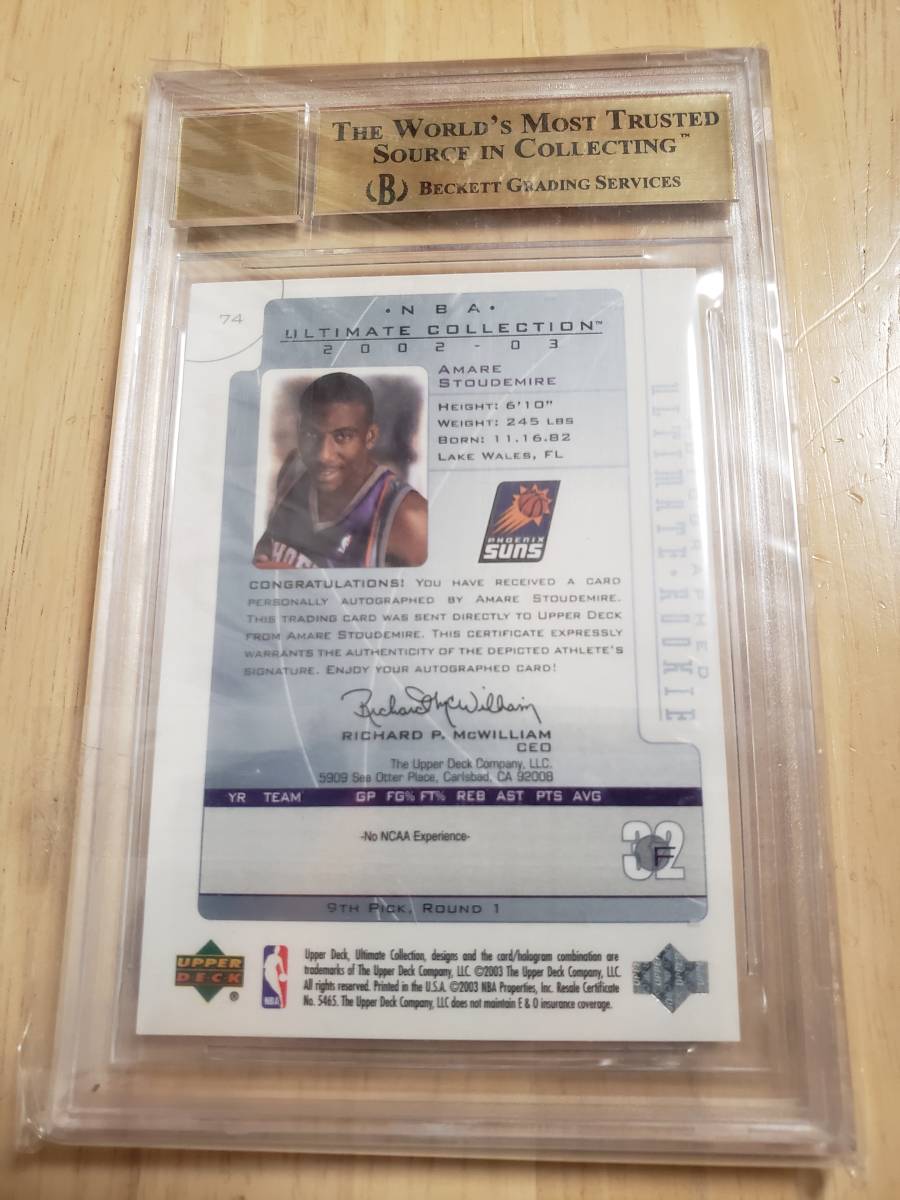 THE WORLD'S MOST TRUSTED
SOURCE IN COLLECTING™
(B) BECKETT GRADING SERVICES
74
·NBA·
ULTIMATE COLLECTION™
2002-03
AMARE
STOUDEMIRE
HEIGHT: 6'10"
WEIGHT: 245 LBS
BORN: 11.16.82
LAKE WALES, FL
PHOENIX
SUNS
CONGRATULATIONS! YOU HAVE RECEIVED A CARD
PERSONALLY AUTOGRAPHED BY AMARE STOUDEMIRE.
THIS TRADING CARD WAS SENT DIRECTLY TO UPPER DECK
FROM AMARE STOUDEMIRE. THIS CERTIFICATE EXPRESSLY
WARRANTS THE AUTHENTICITY OF THE DEPICTED ATHLETE'S
SIGNATURE. ENJOY YOUR AUTOGRAPHED CARD!
Richard McWilliam
RICHARD P. MCWILLIAM
CEO
The Upper Deck Company, LLC.
5909 Sea Otter Place, Carlsbad, CA 92008
YR TEAM GP FG% FT% REB AST PTS AVG
-No NCAA Experience-
32
F
9TH PICK, ROUND 1
ULTIMATE·ROOKIE
UPPER
DECK
®
NBA
Upper Deck, Ultimate Collection, designs and the card/hologram combination are
trademarks of The Upper Deck Company, LLC. ©2003 The Upper Deck Company, LLC.
All rights reserved. Printed in the U.S.A. ©2003 NBA Properties, Inc. Resale Certificate
No. 5465. The Upper Deck Company, LLC does not maintain E & O insurance coverage.